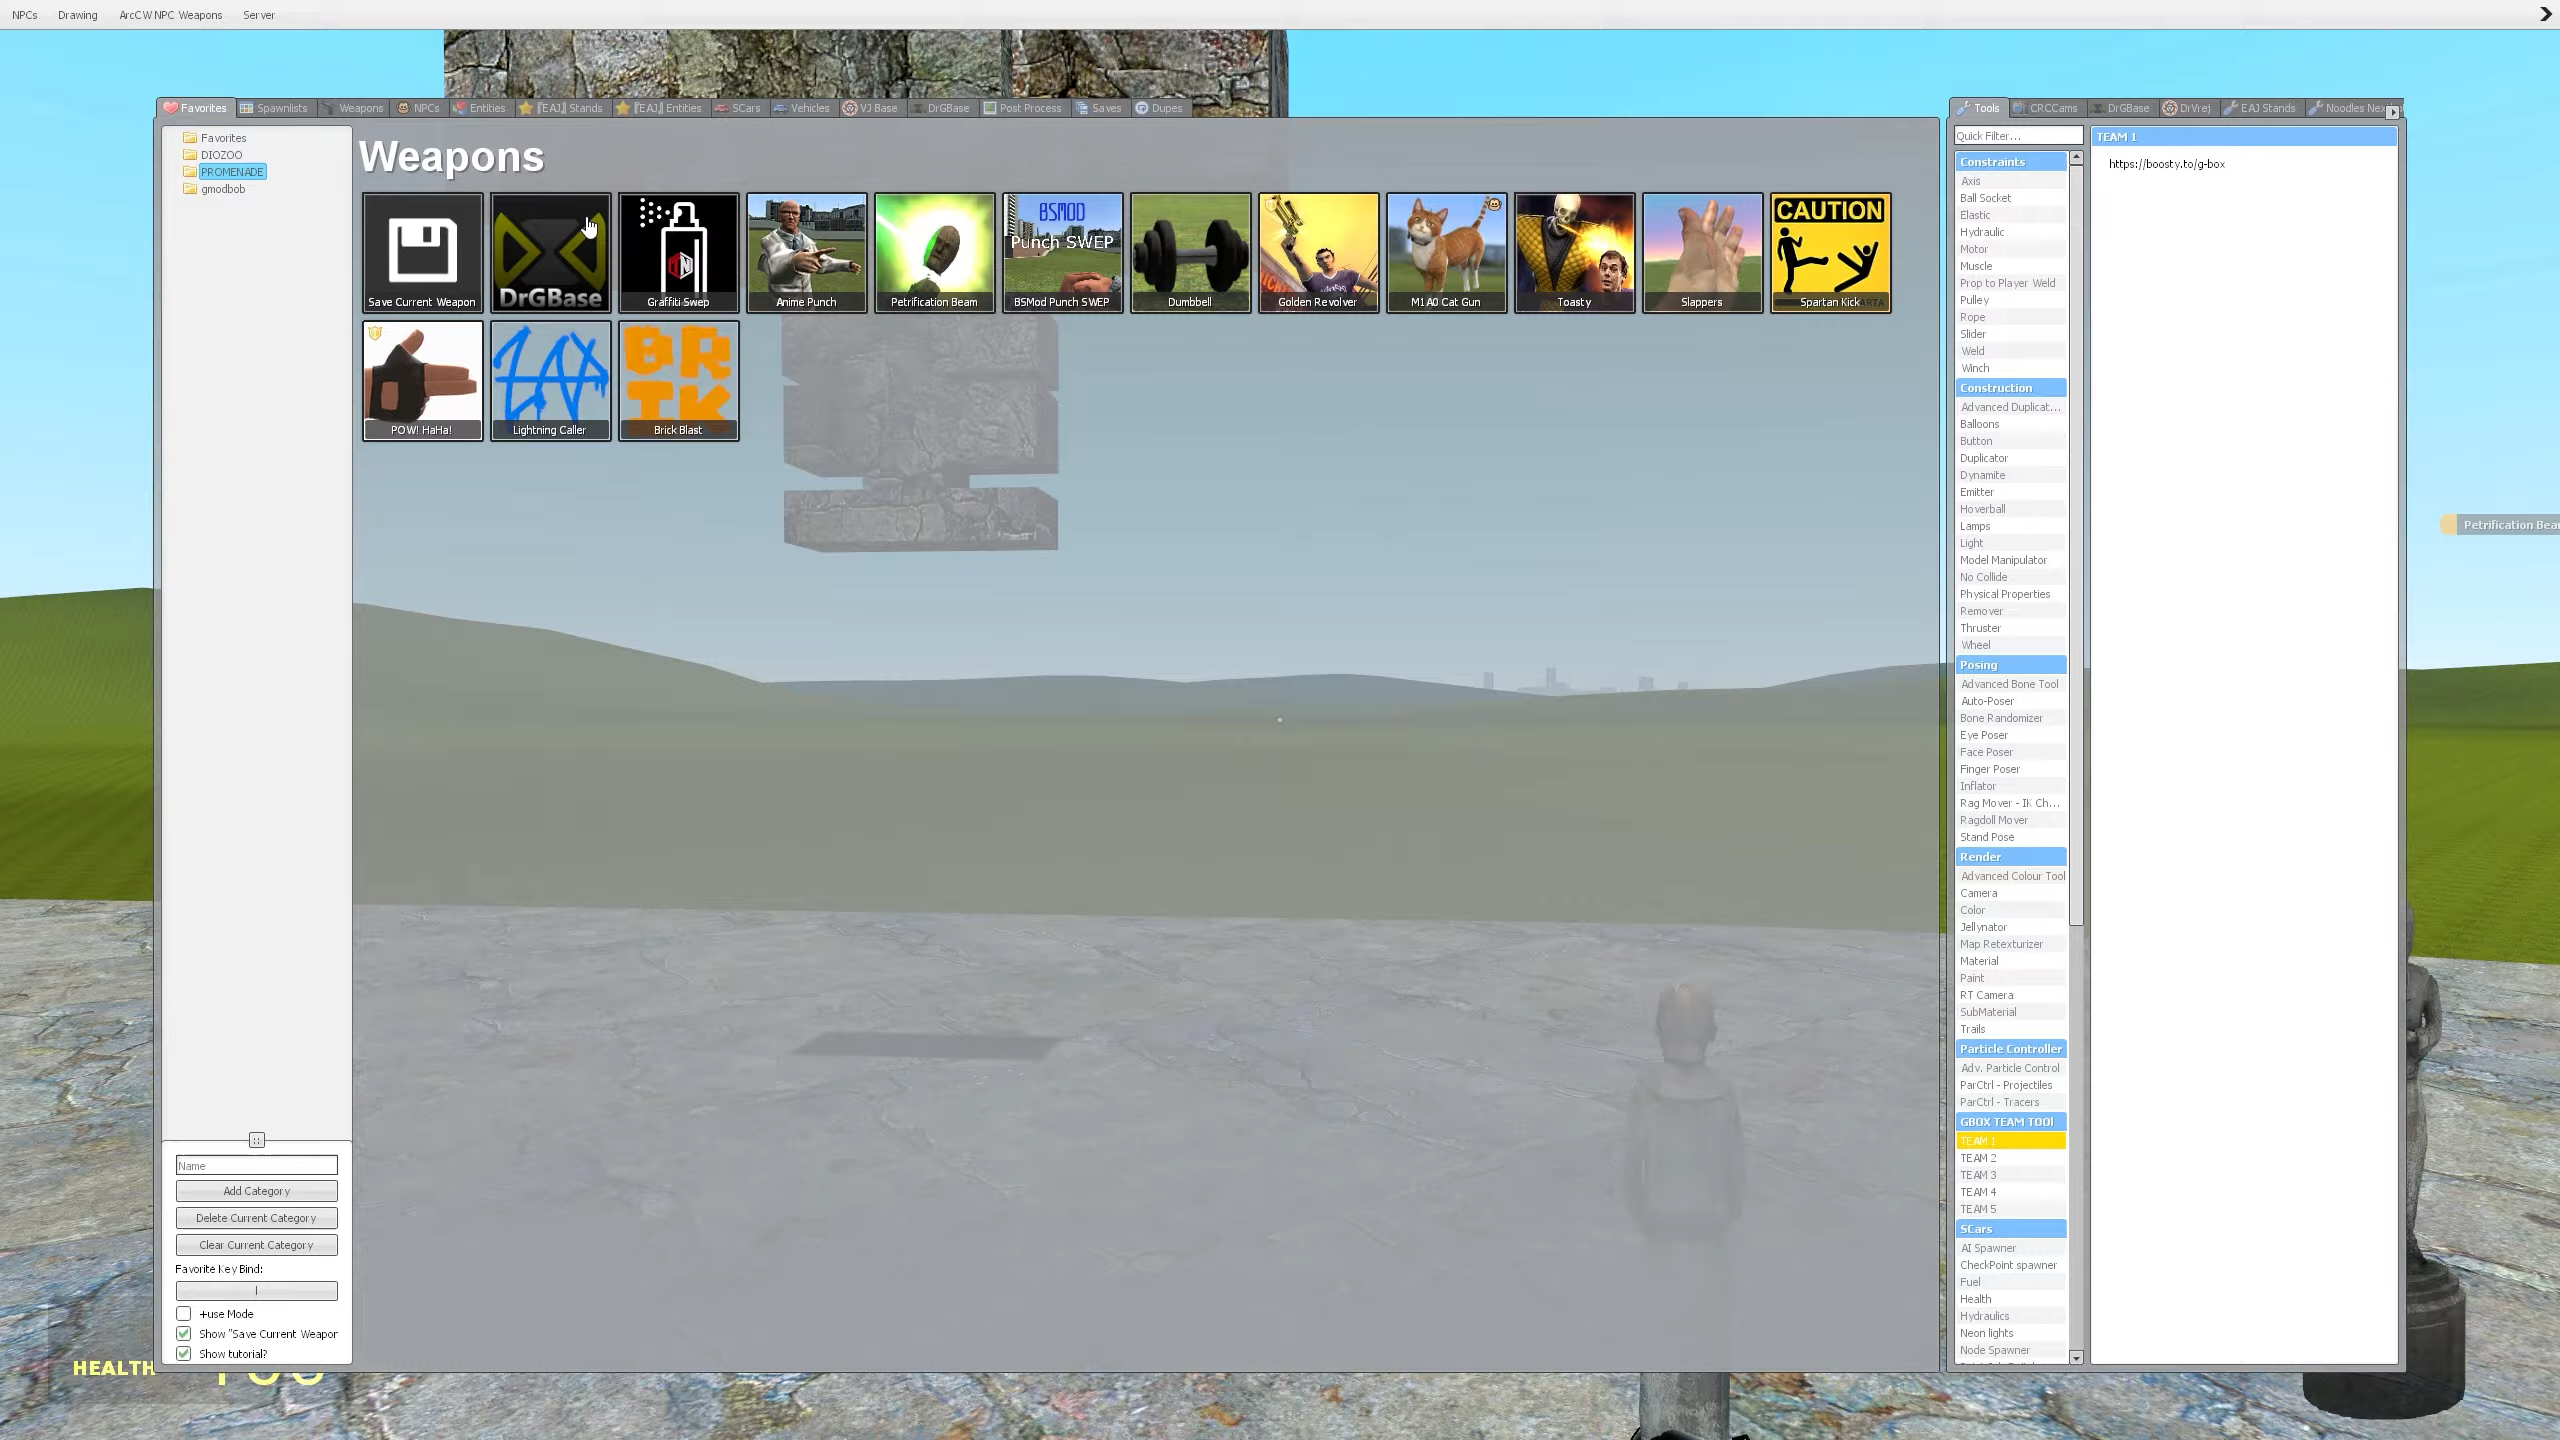 NPCs Drawing ArcCW NPC Weapons Server
Favorites Spawnlists Weapons NPCs Entities 『EAJ』 Stands 『EAJ』 Entities SCars Vehicles VJ Base DrGBase Post Process Saves Dupes
Favorites
DIOZOO
PROMENADE
gmodbob
Weapons
Save Current Weapon
DrGBase
Graffiti Swep
Anime Punch
Petrification Beam
BSMOD
Punch SWEP
BSMod Punch SWEP
Dumbbell
Golden Revolver
M1A0 Cat Gun
Toasty
Slappers
CAUTION
Spartan Kick
POW! HaHa!
Lightning Caller
BR
IK
Brick Blast
Name
Add Category
Delete Current Category
Clear Current Category
Favorite Key Bind:
+use Mode
Show "Save Current Weapon
Show tutorial?
HEALTH
Tools CRCCams DrGBase DrVrej EAJ Stands Noodles
Quick Filter...
Constraints
Axis
Ball Socket
Elastic
Hydraulic
Motor
Muscle
Prop to Player Weld
Pulley
Rope
Slider
Weld
Winch
Construction
Advanced Duplicat...
Balloons
Button
Duplicator
Dynamite
Emitter
Hoverball
Lamps
Light
Model Manipulator
No Collide
Physical Properties
Remover
Thruster
Wheel
Posing
Advanced Bone Tool
Auto-Poser
Bone Randomizer
Eye Poser
Face Poser
Finger Poser
Inflator
Rag Mover - IK Ch...
Ragdoll Mover
Stand Pose
Render
Advanced Colour Tool
Camera
Color
Jellynator
Map Retexturizer
Material
Paint
RT Camera
SubMaterial
Trails
Particle Controller
Adv. Particle Control
ParCtrl - Projectiles
ParCtrl - Tracers
GBOX TEAM TOOl
TEAM 1
TEAM 2
TEAM 3
TEAM 4
TEAM 5
SCars
AI Spawner
CheckPoint spawner
Fuel
Health
Hydraulics
Neon lights
Node Spawner
TEAM 1
https://boosty.to/g-box
Petrification Bea